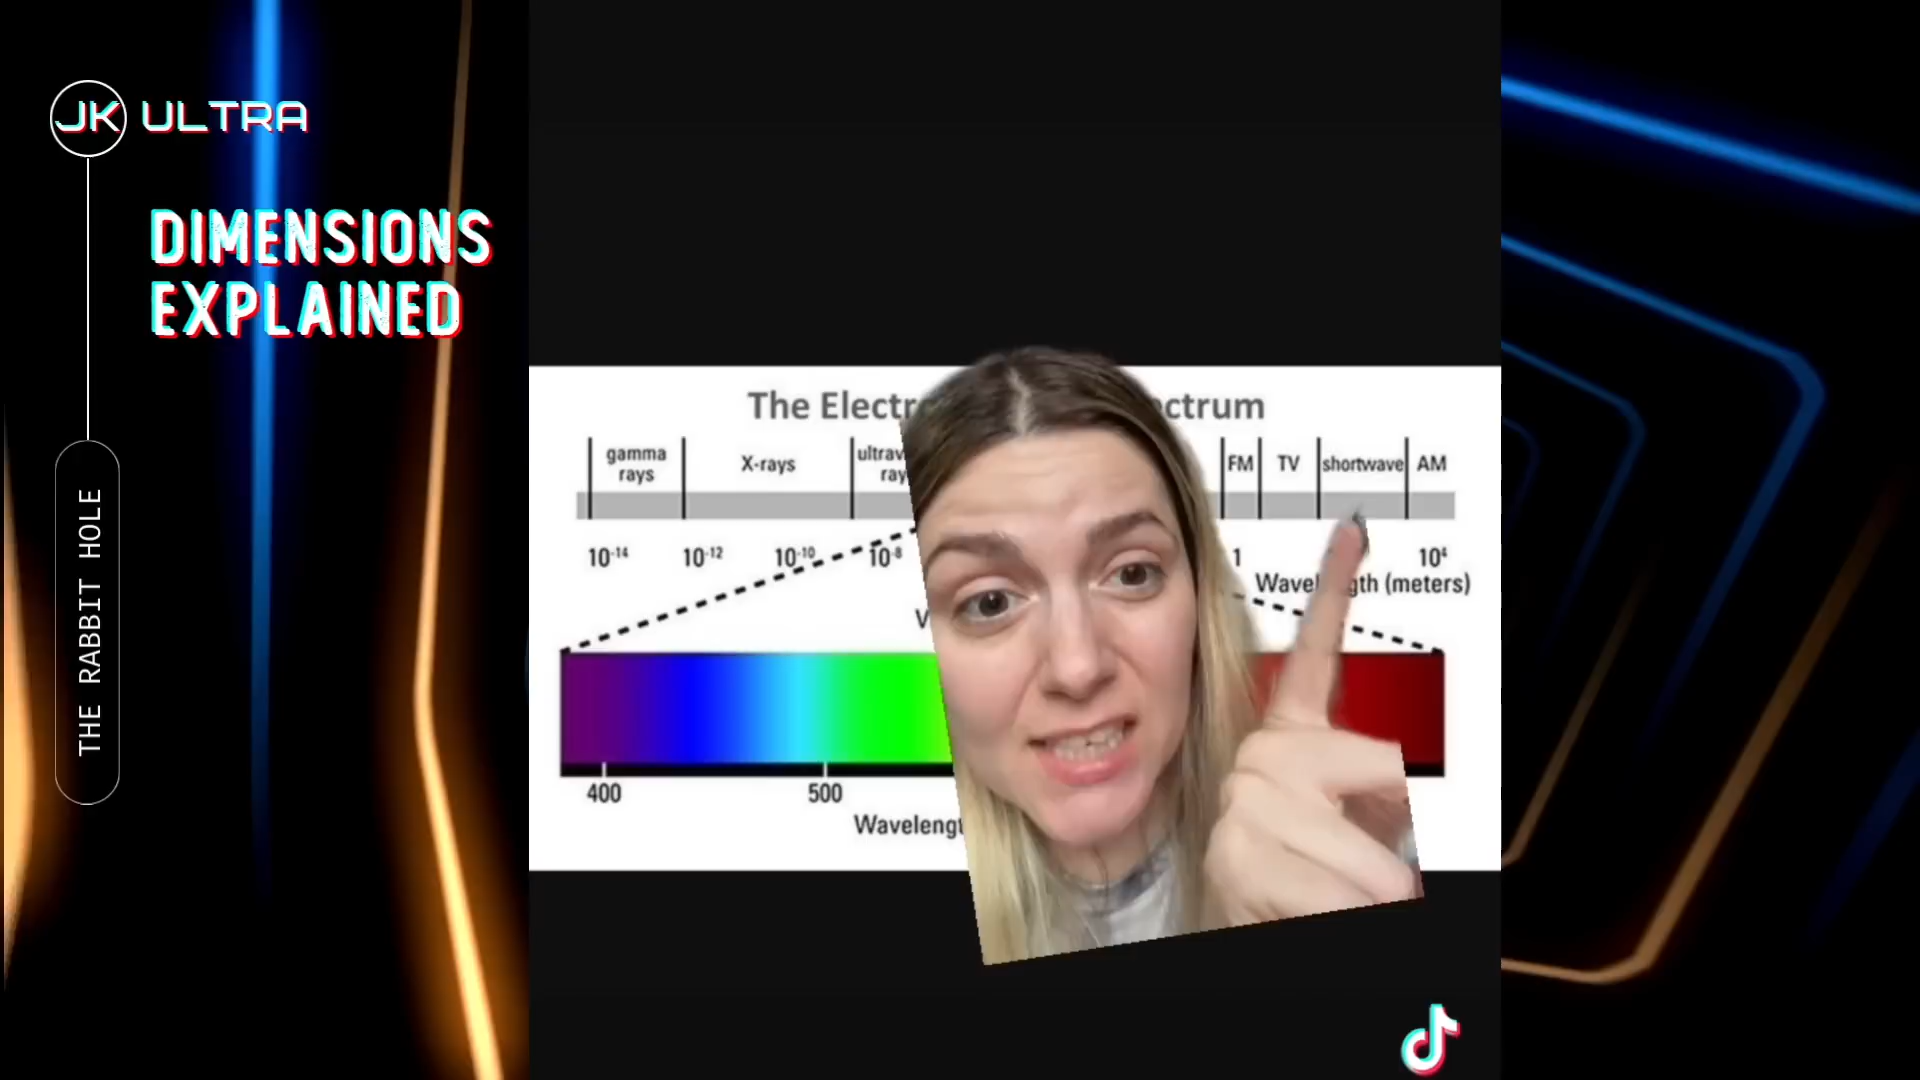 JK ULTRA
DIMENSIONS
EXPLAINED
THE RABBIT HOLE
The Electr ctrum
gamma
rays
X-rays
ultrav
ray
FM
TV
shortwave
AM
10-14
10-12
10-10
10-8
1
104
Wavel gth (meters)
V
400
500
Wavelengt